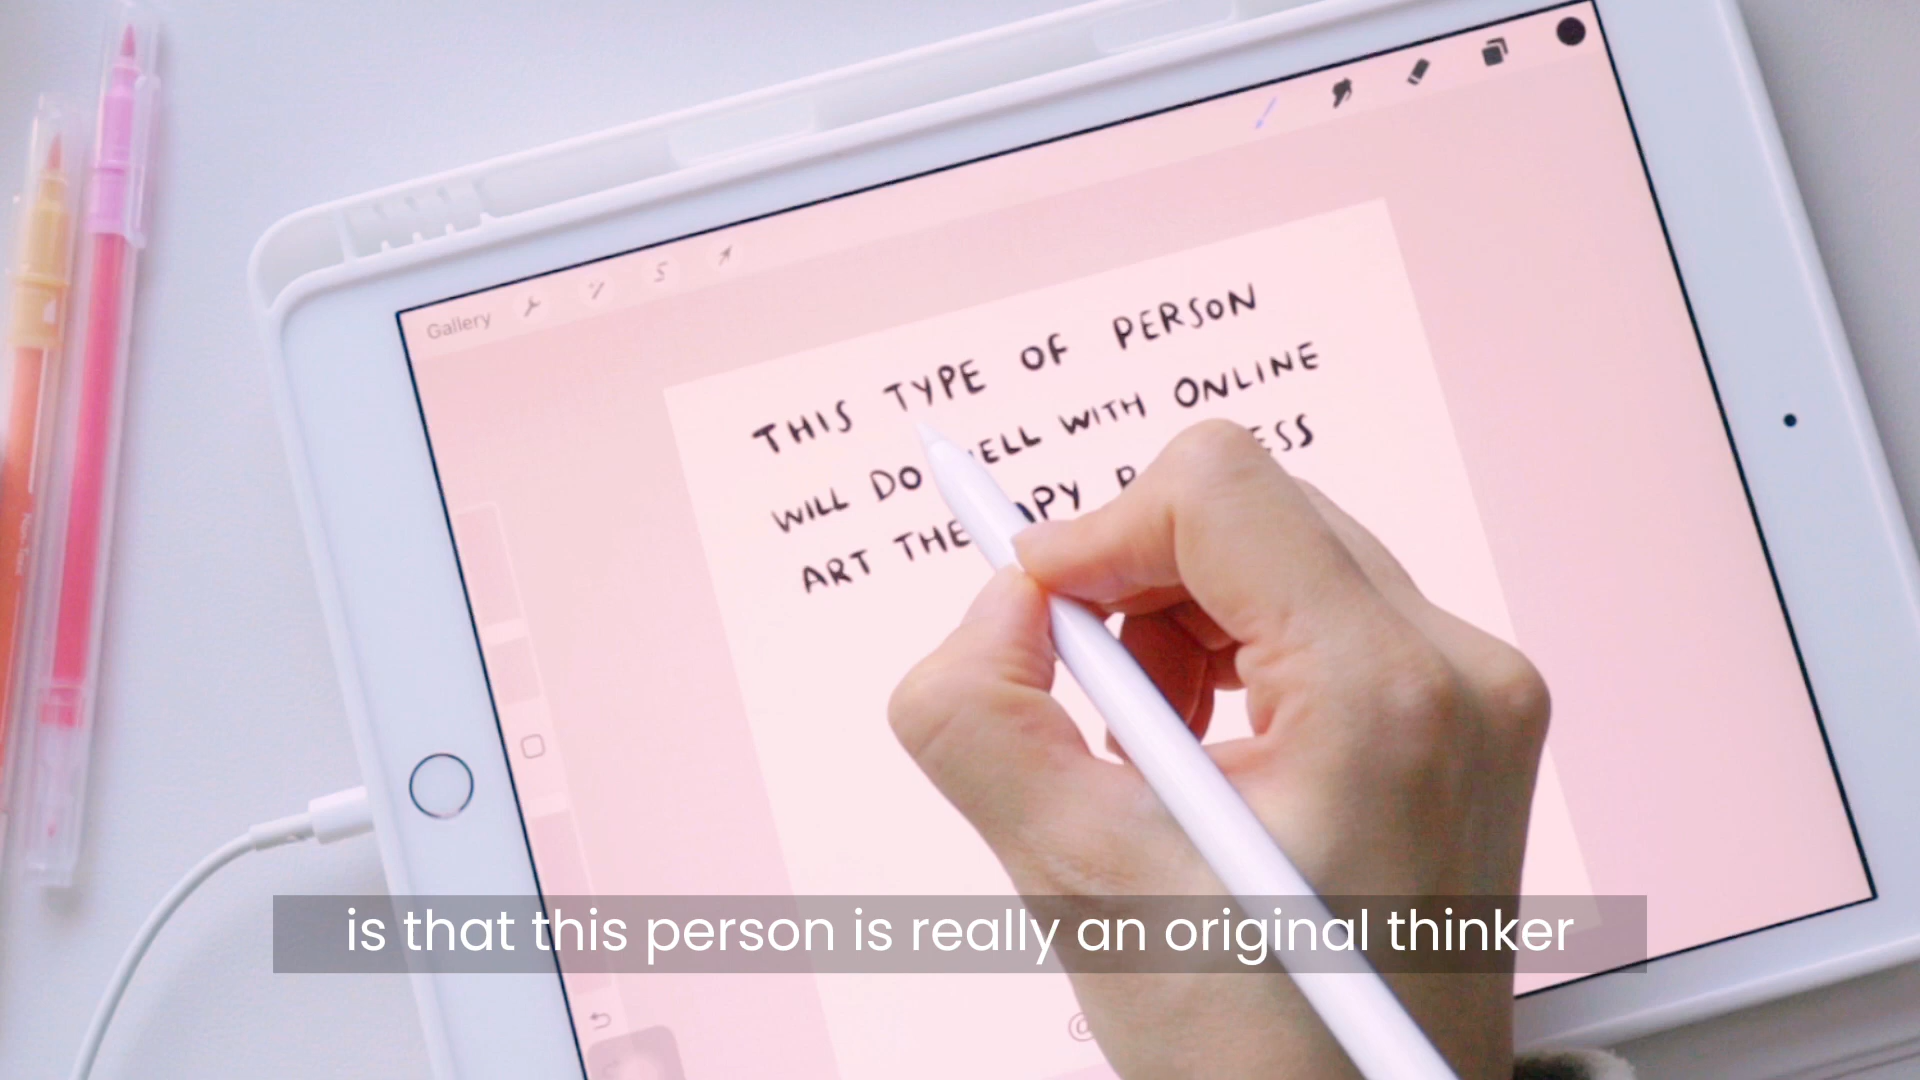 Gallery
THIS TYPE OF PERSON
WILL DO WITH ONLINE
ART
is that this person is really an original thinker